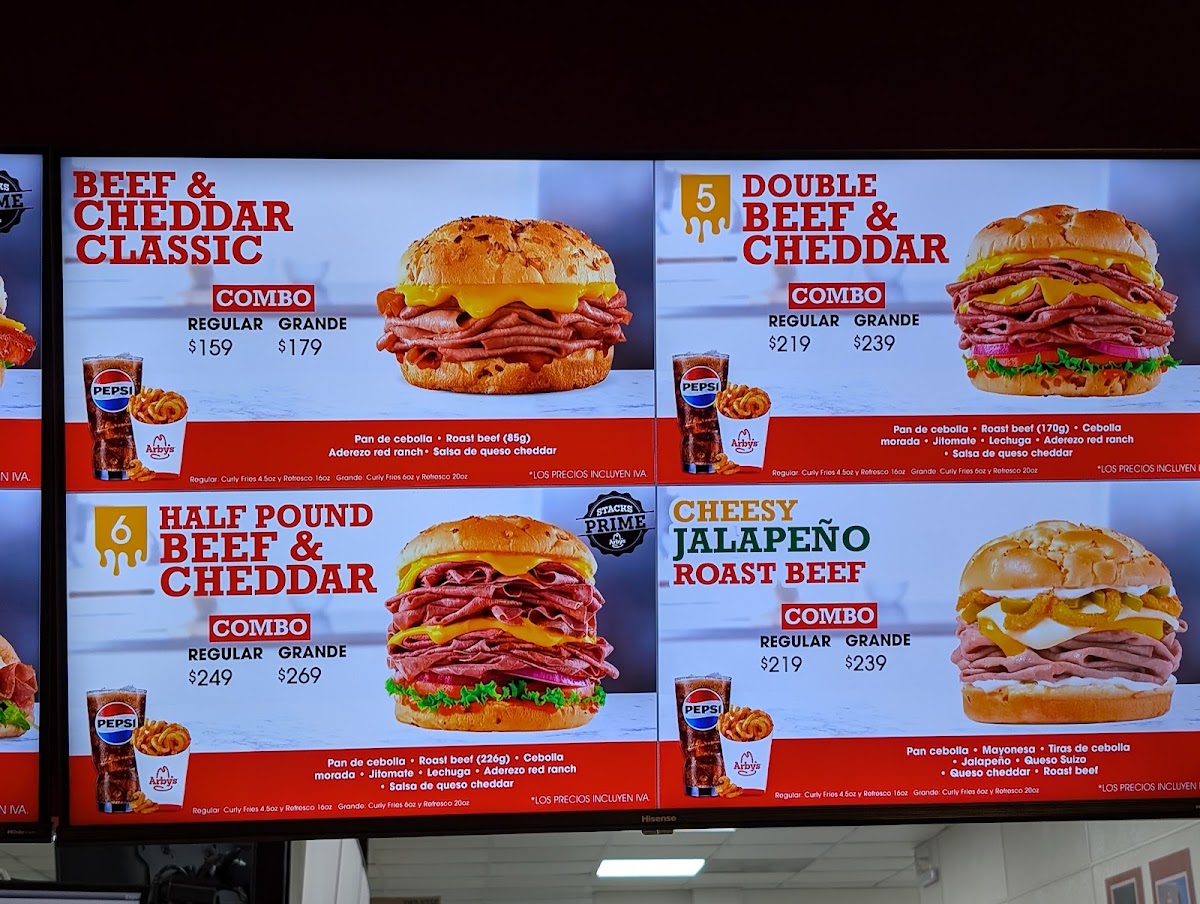 KS
ME
N IVA.
N IVA.
BEEF &
CHEDDAR
CLASSIC
COMBO
REGULAR GRANDE
$159 $179
PEPSI
Arby's
Pan de cebolla • Roast beef (85g)
Aderezo red ranch • Salsa de queso cheddar
Regular: Curly Fries 4.5oz y Refresco 16oz Grande: Curly Fries 6oz y Refresco 20oz
*LOS PRECIOS INCLUYEN IVA
5
DOUBLE
BEEF &
CHEDDAR
COMBO
REGULAR GRANDE
$219 $239
PEPSI
Arby's
Pan de cebolla • Roast beef (170g) • Cebolla
morada • Jitomate • Lechuga • Aderezo red ranch
• Salsa de queso cheddar
Regular: Curly Fries 4.5oz y Refresco 16oz Grande: Curly Fries 6oz y Refresco 20oz
*LOS PRECIOS INCLUYEN
6
HALF POUND
BEEF &
CHEDDAR
STACKS
PRIME
Arby's
COMBO
REGULAR GRANDE
$249 $269
PEPSI
Arby's
Pan de cebolla • Roast beef (226g) • Cebolla
morada • Jitomate • Lechuga • Aderezo red ranch
• Salsa de queso cheddar
Regular: Curly Fries 4.5oz y Refresco 16oz Grande: Curly Fries 6oz y Refresco 20oz
*LOS PRECIOS INCLUYEN IVA.
CHEESY
JALAPEÑO
ROAST BEEF
COMBO
REGULAR GRANDE
$219 $239
PEPSI
Arby's
Pan cebolla • Mayonesa • Tiras de cebolla
• Jalapeño • Queso Suizo
• Queso cheddar • Roast beef
Regular: Curly Fries 4.5oz y Refresco 16oz Grande: Curly Fries 6oz y Refresco 20oz
*LOS PRECIOS INCLUYEN
Hisense